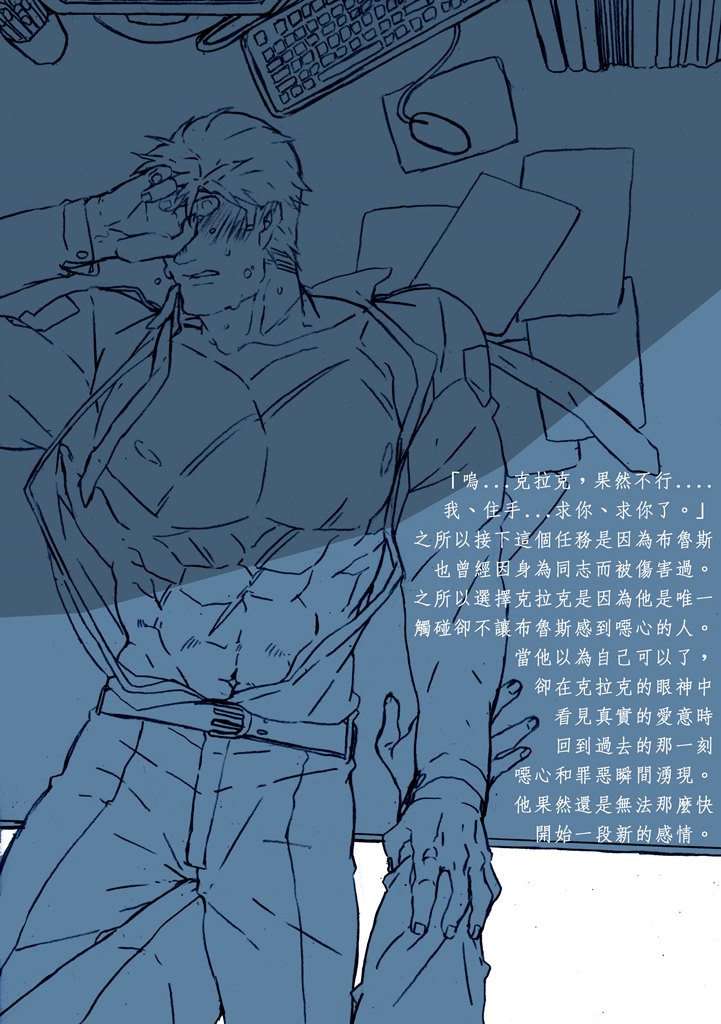 「嗚...克拉克，果然不行....
我、住手...求你、求你了。」
之所以接下這個任務是因為布魯斯
也曾經因身為同志而被傷害過。
之所以選擇克拉克是因為他是唯一
觸碰卻不讓布魯斯感到噁心的人。
當他以為自己可以了，
卻在克拉克的眼神中
看見真實的愛意時
回到過去的那一刻
噁心和罪惡瞬間湧現。
他果然還是無法那麼快
開始一段新的感情。